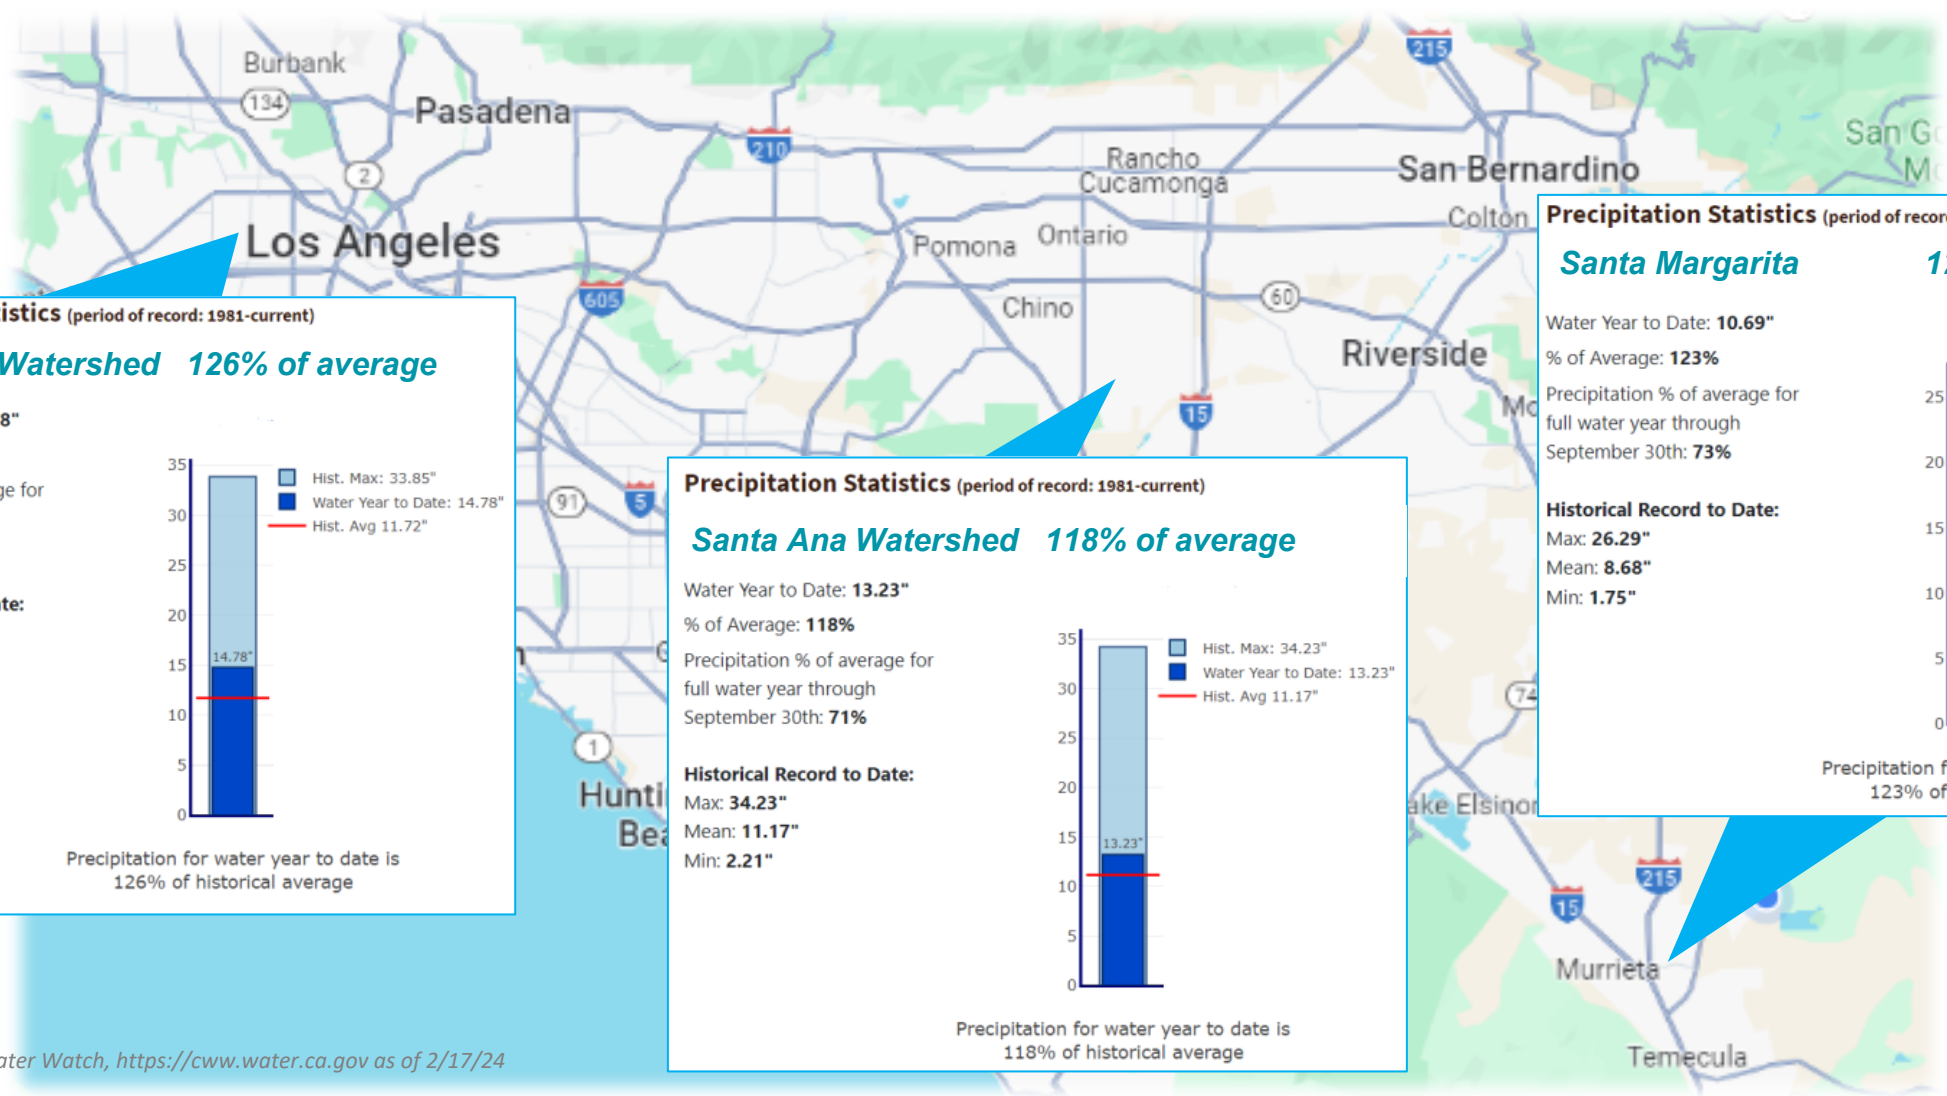 Burbank
134
Pasadena
215
210
2
San
Rancho
Cucamonga
San Bernardino
Los Angeles
Pomona
Ontario
Colton
605
Chino
60
Riverside
15
91
5
1
74
15
215
Murrieta
Temecula
(period of record: 1981-current)
Watershed 126% of average
8"
for
35
30
25
20
15
10
5
0
14.78"
Hist. Max: 33.85"
Water Year to Date: 14.78"
Hist. Avg 11.72"
Precipitation for water year to date is
126% of historical average
Precipitation Statistics (period of record: 1981-current)
Santa Ana Watershed 118% of average
Water Year to Date: 13.23"
% of Average: 118%
Precipitation % of average for
full water year through
September 30th: 71%
Historical Record to Date:
Max: 34.23"
Mean: 11.17"
Min: 2.21"
35
30
25
20
15
10
5
0
13.23"
Hist. Max: 34.23"
Water Year to Date: 13.23"
Hist. Avg 11.17"
Precipitation for water year to date is
118% of historical average
Precipitation Statistics (period of
Santa Margarita
Water Year to Date: 10.69"
% of Average: 123%
Precipitation % of average for
full water year through
September 30th: 73%
Historical Record to Date:
Max: 26.29"
Mean: 8.68"
Min: 1.75"
25
20
15
10
5
0
Precipitation
123% of
Watch, https://cww.water.ca.gov as of 2/17/24